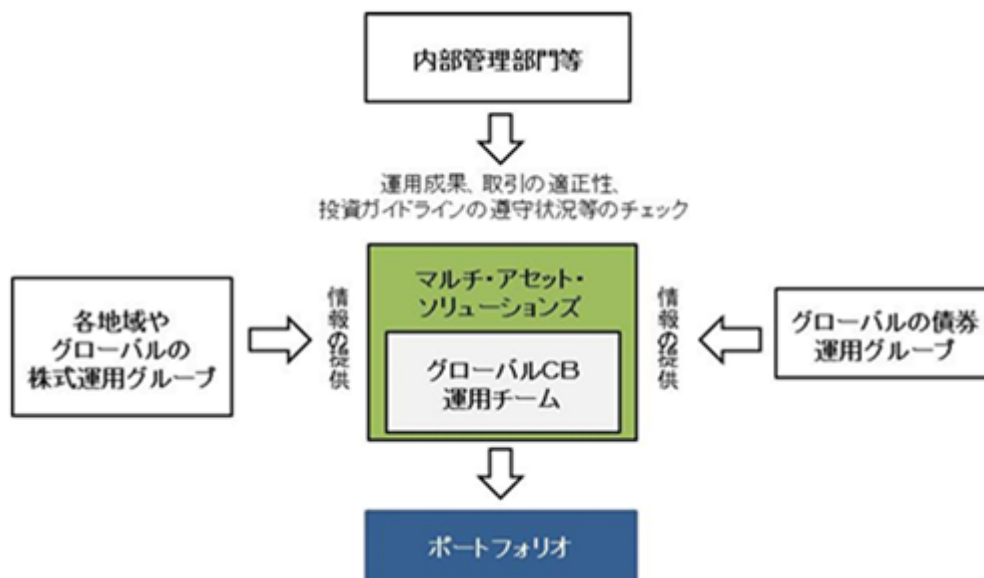 内部管理部門等
運用成果、取引の適正性、
投資ガイドラインの遵守状況等のチェック
各地域や
グローバルの
株式運用グループ
情報の提供
マルチ・アセット・
ソリューションズ
グローバルCB
運用チーム
情報の提供
グローバルの債券
運用グループ
ポートフォリオ